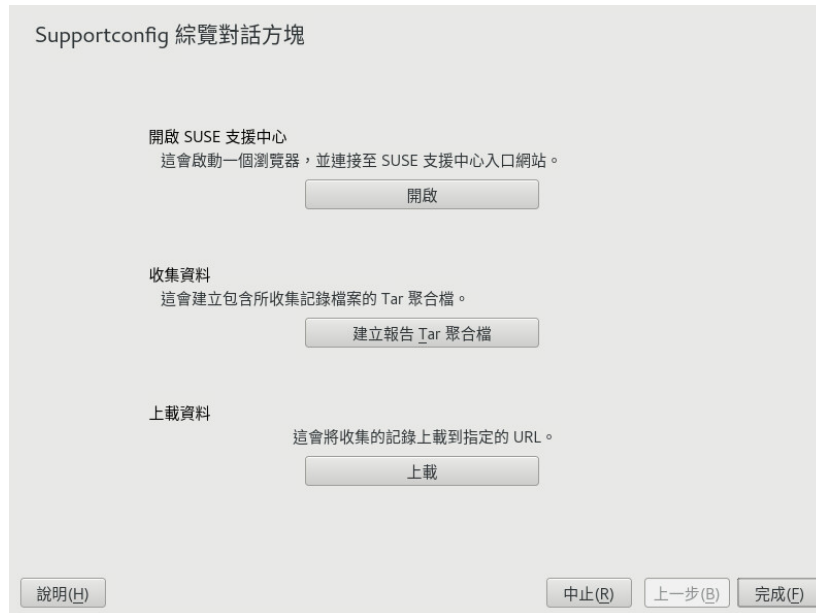 Supportconfig 綜覽對話方塊
開啟 SUSE 支援中心
這會啟動一個瀏覽器，並連接至 SUSE 支援中心入口網站。
開啟
收集資料
這會建立包含所收集記錄檔案的 Tar 聚合檔。
建立報告 Tar 聚合檔
上載資料
這會將收集的記錄上載到指定的 URL。
上載
說明(H) 中止(R) 上一步(B) 完成(F)